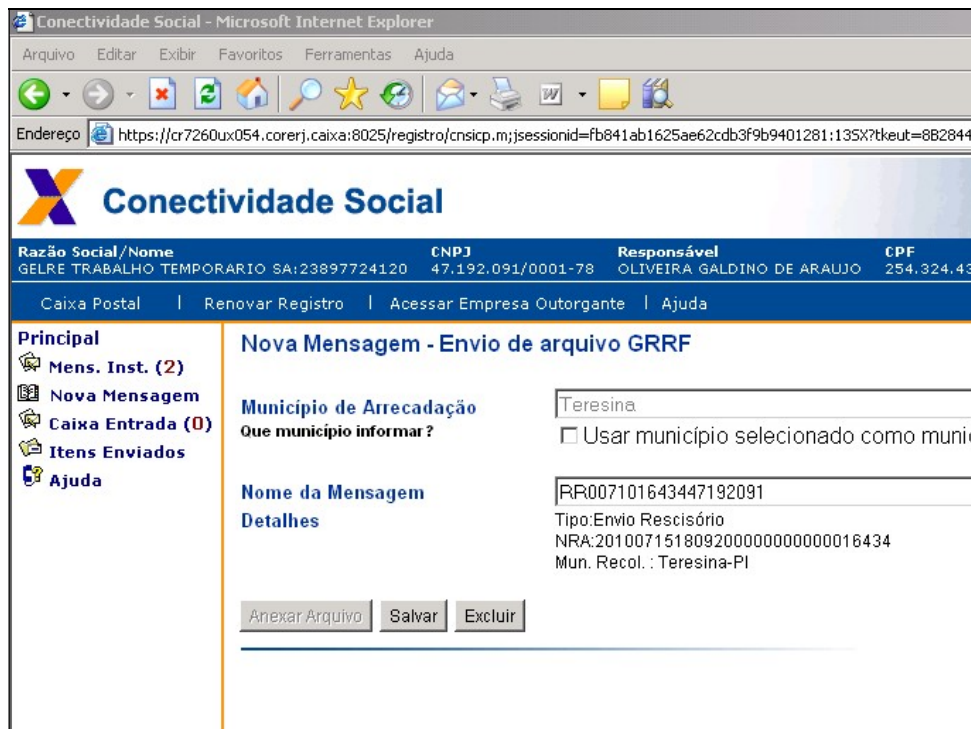 Conectividade Social - Microsoft Internet Explorer
Arquivo Editar Exibir Favoritos Ferramentas Ajuda
Endereço https://cr7260ux054.corerj.caixa:8025/registro/cnsicp.m;jsessionid=fb841ab1625ae62cdb3f9b9401281:135X?tkeut=8B2844
Conectividade Social
Razão Social/Nome CNPJ Responsável CPF
GELRE TRABALHO TEMPORARIO SA:23897724120 47.192.091/0001-78 OLIVEIRA GALDINO DE ARAUJO 254.324.43
Caixa Postal | Renovar Registro | Acessar Empresa Outorgante | Ajuda
Principal
Mens. Inst. (2)
Nova Mensagem
Caixa Entrada (0)
Itens Enviados
Ajuda
Nova Mensagem - Envio de arquivo GRRF
Município de Arrecadação Teresina
Que município informar? Usar município selecionado como muni
Nome da Mensagem RR007101643447192091
Detalhes Tipo:Envio Rescisório
NRA:20100715180920000000000016434
Mun. Recol. : Teresina-PI
Anexar Arquivo Salvar Excluir